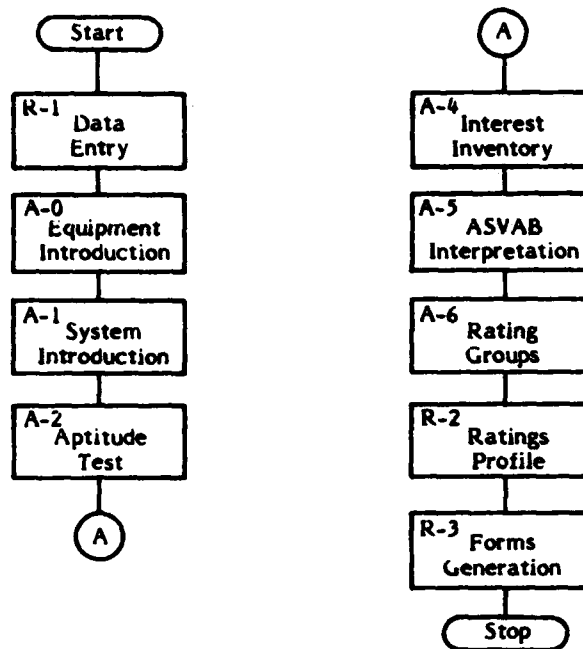 Start
R-1
Data
Entry
A-0
Equipment
Introduction
A-1
System
Introduction
A-2
Aptitude
Test
A
A
A-4
Interest
Inventory
A-5
ASVAB
Interpretation
A-6
Rating
Groups
R-2
Ratings
Profile
R-3
Forms
Generation
Stop